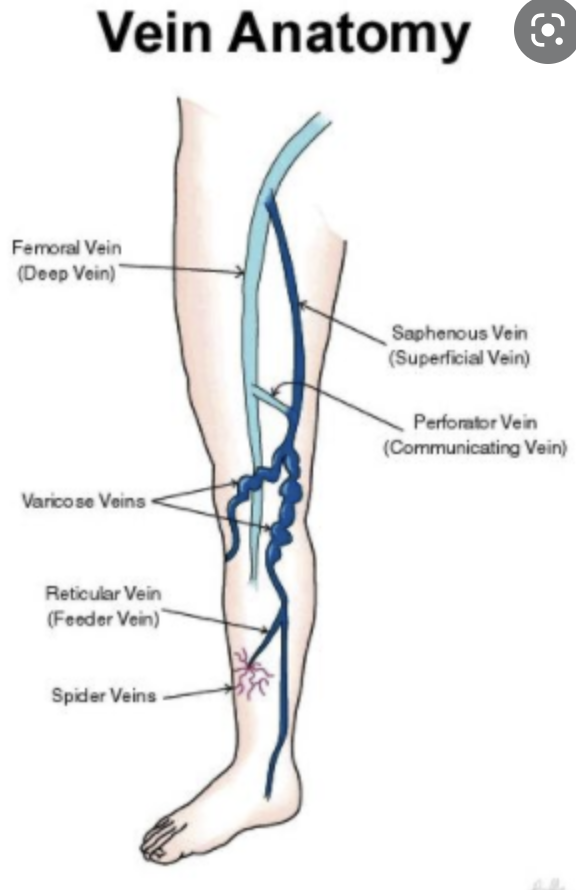 Vein Anatomy
Femoral Vein
(Deep Vein)
Saphenous Vein
(Superficial Vein)
Perforator Vein
(Communicating Vein)
Varicose Veins
Reticular Vein
(Feeder Vein)
Spider Veins